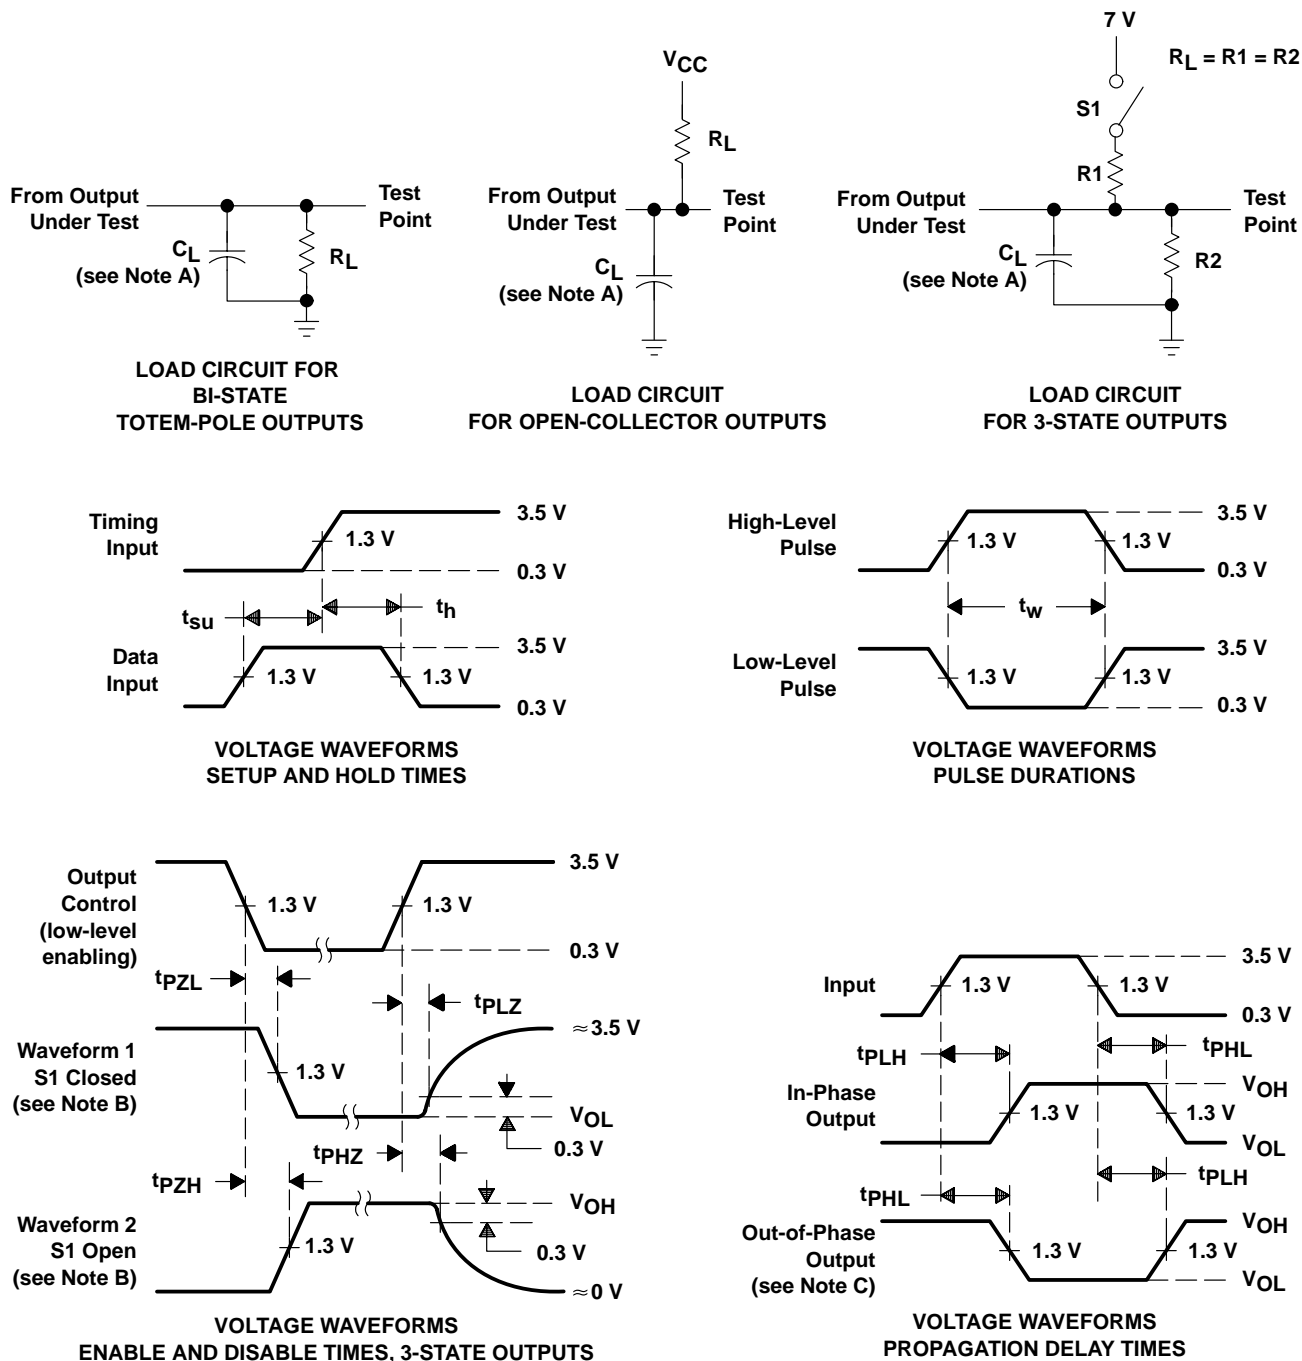 From Output
Under Test
Test
Point
CL
(see Note A)
RL
LOAD CIRCUIT FOR
BI-STATE
TOTEM-POLE OUTPUTS
VCC
RL
From Output
Under Test
Test
Point
CL
(see Note A)
LOAD CIRCUIT
FOR OPEN-COLLECTOR OUTPUTS
7 V
RL = R1 = R2
S1
R1
From Output
Under Test
Test
Point
CL
(see Note A)
R2
LOAD CIRCUIT
FOR 3-STATE OUTPUTS
Timing
Input
1.3 V
3.5 V
0.3 V
tsu
th
Data
Input
1.3 V
1.3 V
3.5 V
0.3 V
VOLTAGE WAVEFORMS
SETUP AND HOLD TIMES
High-Level
Pulse
1.3 V
1.3 V
3.5 V
0.3 V
tw
Low-Level
Pulse
1.3 V
1.3 V
3.5 V
0.3 V
VOLTAGE WAVEFORMS
PULSE DURATIONS
Output
Control
(low-level
enabling)
1.3 V
1.3 V
3.5 V
0.3 V
tPZL
tPLZ
Waveform 1
S1 Closed
(see Note B)
1.3 V
≈3.5 V
VOL
0.3 V
tPHZ
tPZH
Waveform 2
S1 Open
(see Note B)
1.3 V
VOH
0.3 V
≈0 V
VOLTAGE WAVEFORMS
ENABLE AND DISABLE TIMES, 3-STATE OUTPUTS
Input
1.3 V
1.3 V
3.5 V
0.3 V
tPLH
tPHL
In-Phase
Output
1.3 V
1.3 V
VOH
VOL
tPHL
tPLH
Out-of-Phase
Output
(see Note C)
1.3 V
1.3 V
VOH
VOL
VOLTAGE WAVEFORMS
PROPAGATION DELAY TIMES